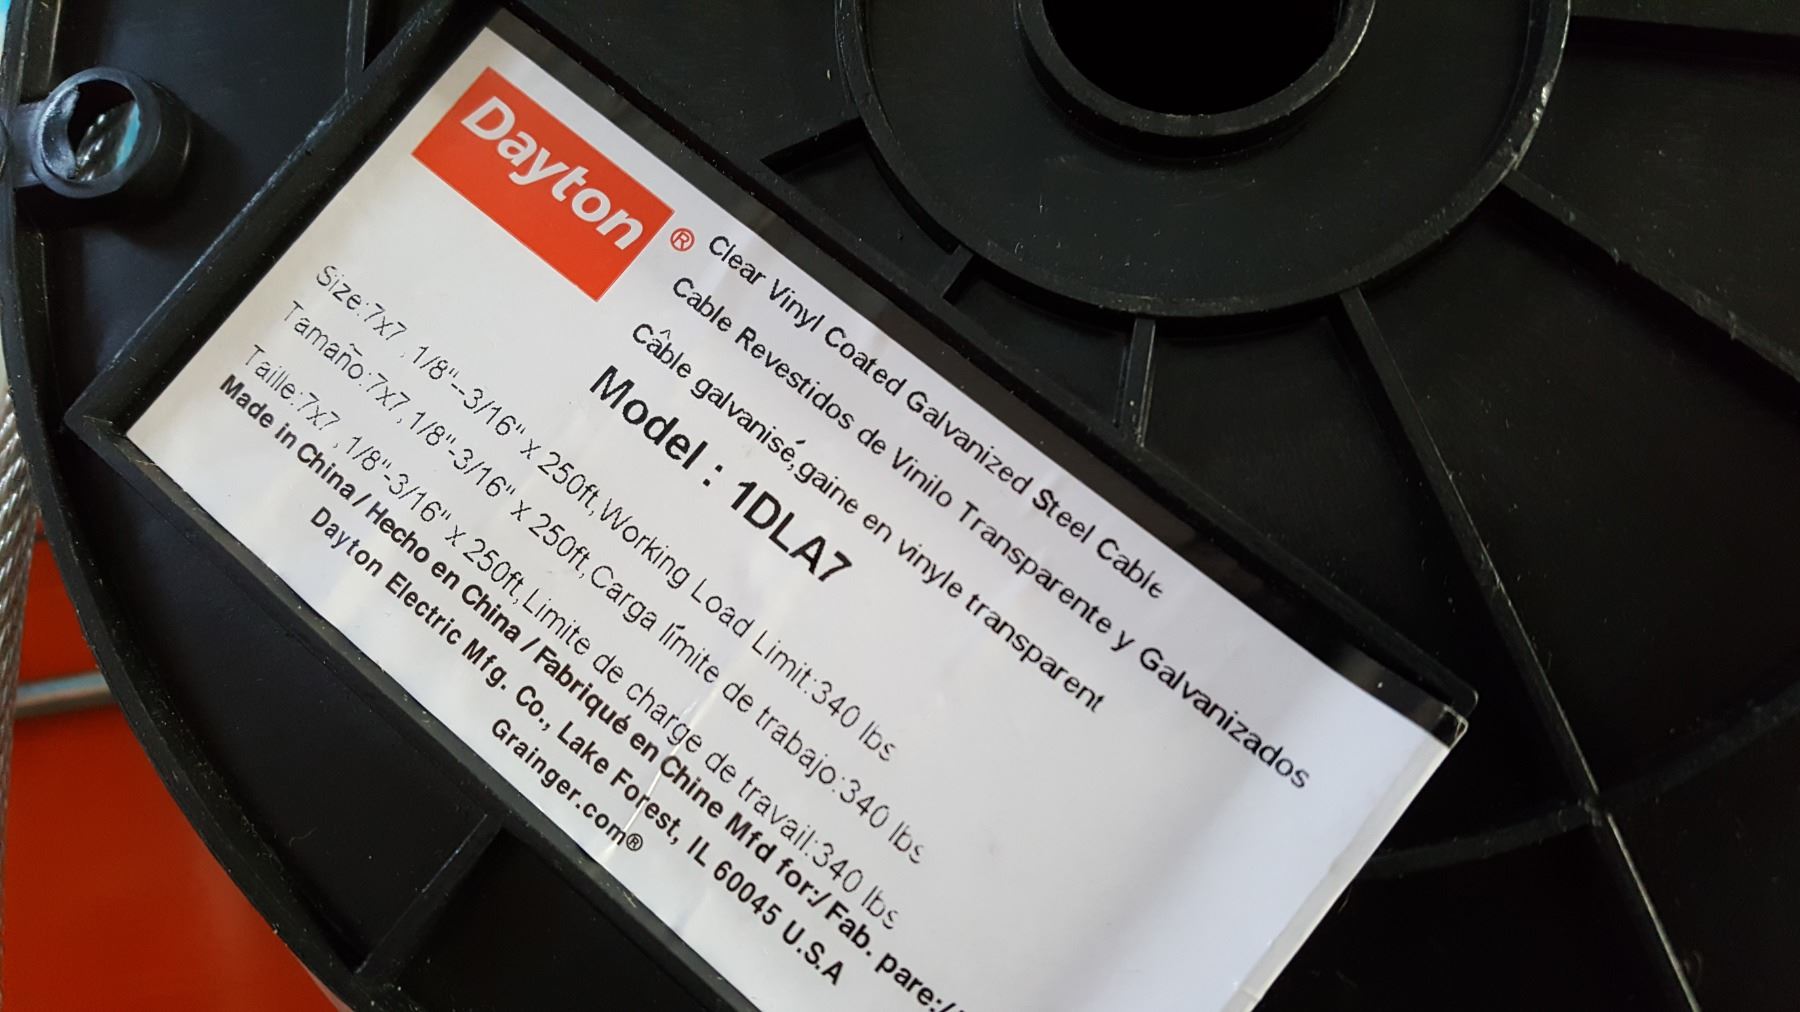 Dayton®
Clear Vinyl Coated Galvanized Steel Cable
Cable Revestidos de Vinilo Transparente y Galvanizados
Câble galvanisé,gaine en vinyle transparent
Model : 1DLA7
Size:7x7 ,1/8"-3/16" x 250ft,Working Load Limit:340 lbs
Tamaño:7x7,1/8"-3/16" x 250ft,Carga límite de trabajo:340 lbs
Taille:7x7 ,1/8"-3/16" x 250ft,Limite de charge de travail:340 lbs
Made in China / Hecho en China / Fabriqué en Chine Mfd for:/ Fab. pare:/
Dayton Electric Mfg. Co., Lake Forest, IL 60045 U.S.A
Grainger.com®